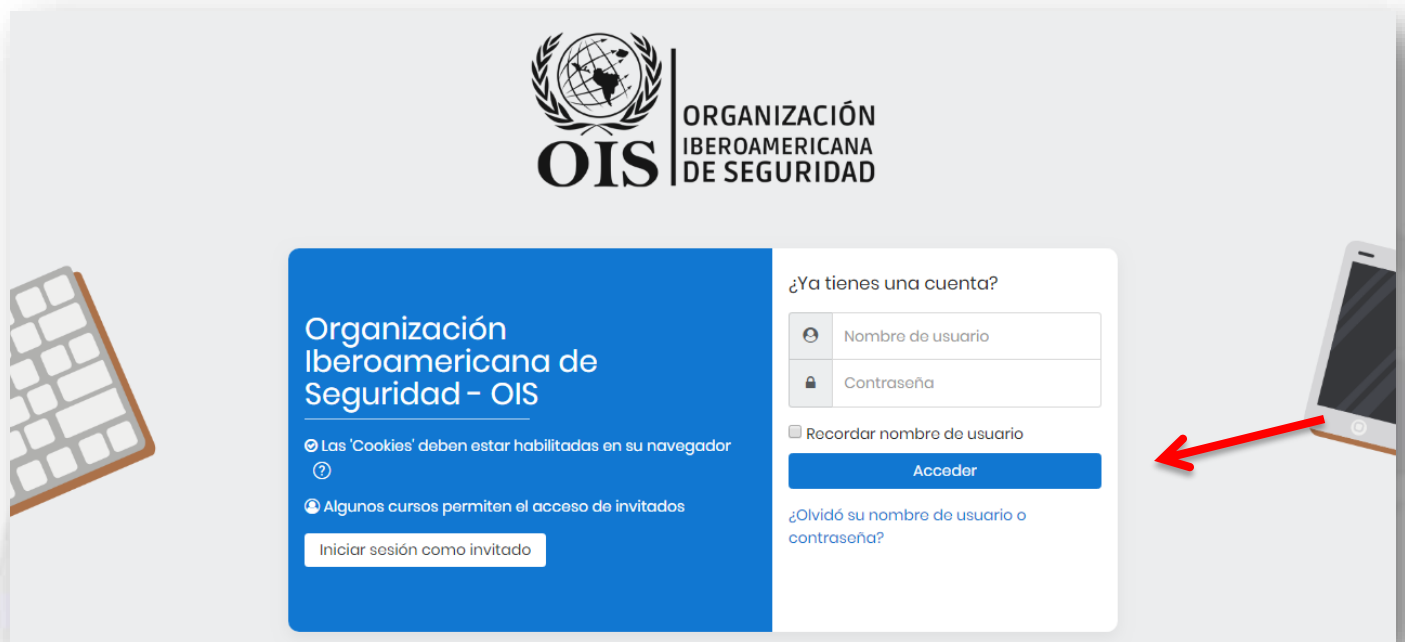 OIS
ORGANIZACIÓN
IBEROAMERICANA
DE SEGURIDAD
Organización
Iberoamericana de
Seguridad - OIS
Las 'Cookies' deben estar habilitadas en su navegador
?
Algunos cursos permiten el acceso de invitados
Iniciar sesión como invitado
¿Ya tienes una cuenta?
Nombre de usuario
Contraseña
Recordar nombre de usuario
Acceder
¿Olvidó su nombre de usuario o
contraseña?